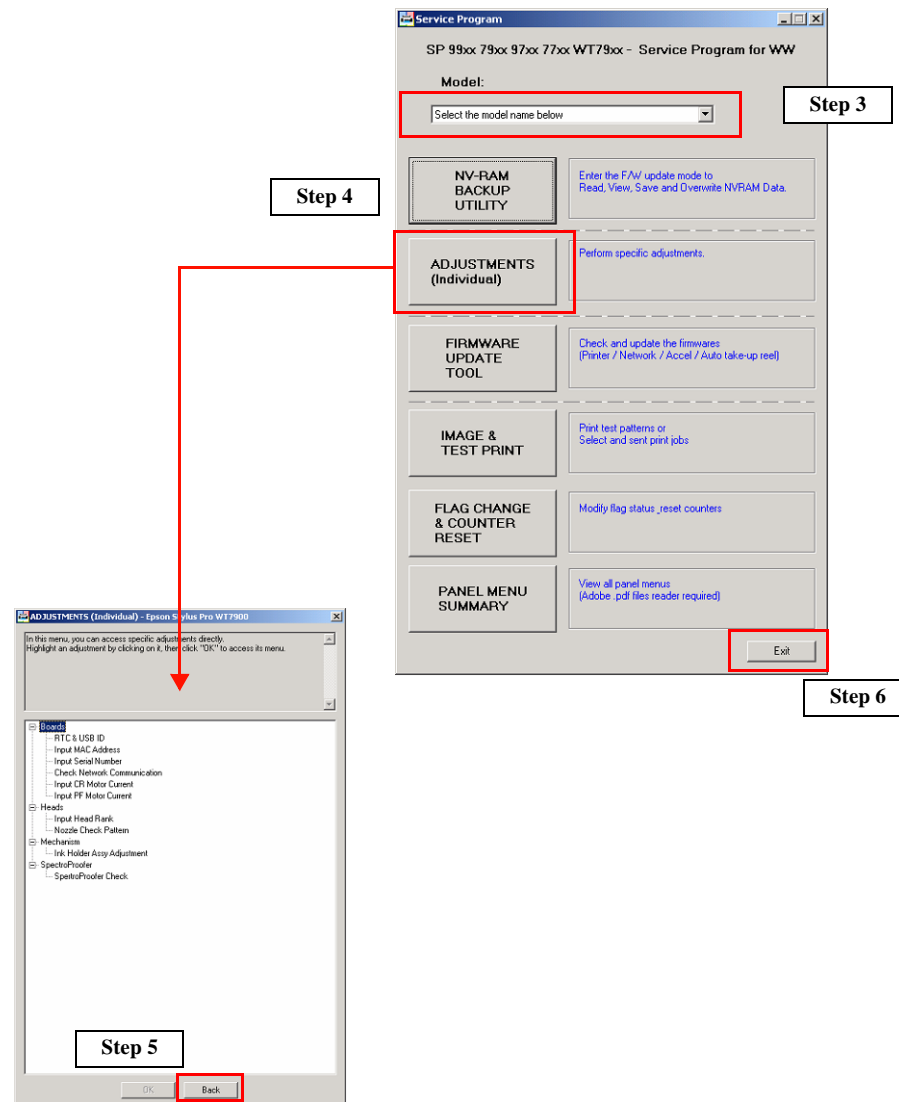 Service Program
SP 99xx 79xx 97xx 77xx WT79xx - Service Program for WW
Model:
Select the model name below
Step 3
NV-RAM
BACKUP
UTILITY
Enter the F/W update mode to
Read, View, Save and Overwrite NVRAM Data.
Step 4
ADJUSTMENTS
(Individual)
Perform specific adjustments.
FIRMWARE
UPDATE
TOOL
Check and update the firmwares
(Printer / Network / Accel / Auto take-up reel)
IMAGE &
TEST PRINT
Print test patterns or
Select and sent print jobs
FLAG CHANGE
& COUNTER
RESET
Modify flag status ,reset counters
PANEL MENU
SUMMARY
View all panel menus
(Adobe .pdf files reader required)
Exit
Step 6
ADJUSTMENTS (Individual) - Epson Stylus Pro WT7900
In this menu, you can access specific adjustments directly.
Highlight an adjustment by clicking on it, then click "OK" to access its menu.
Boards
RTC & USB ID
Input MAC Address
Input Serial Number
Check Network Communication
Input CR Motor Current
Input PF Motor Current
Heads
Input Head Rank
Nozzle Check Pattern
Mechanism
Ink Holder Assy Adjustment
SpectroProofer
SpertroProofer Check
Step 5
OK
Back